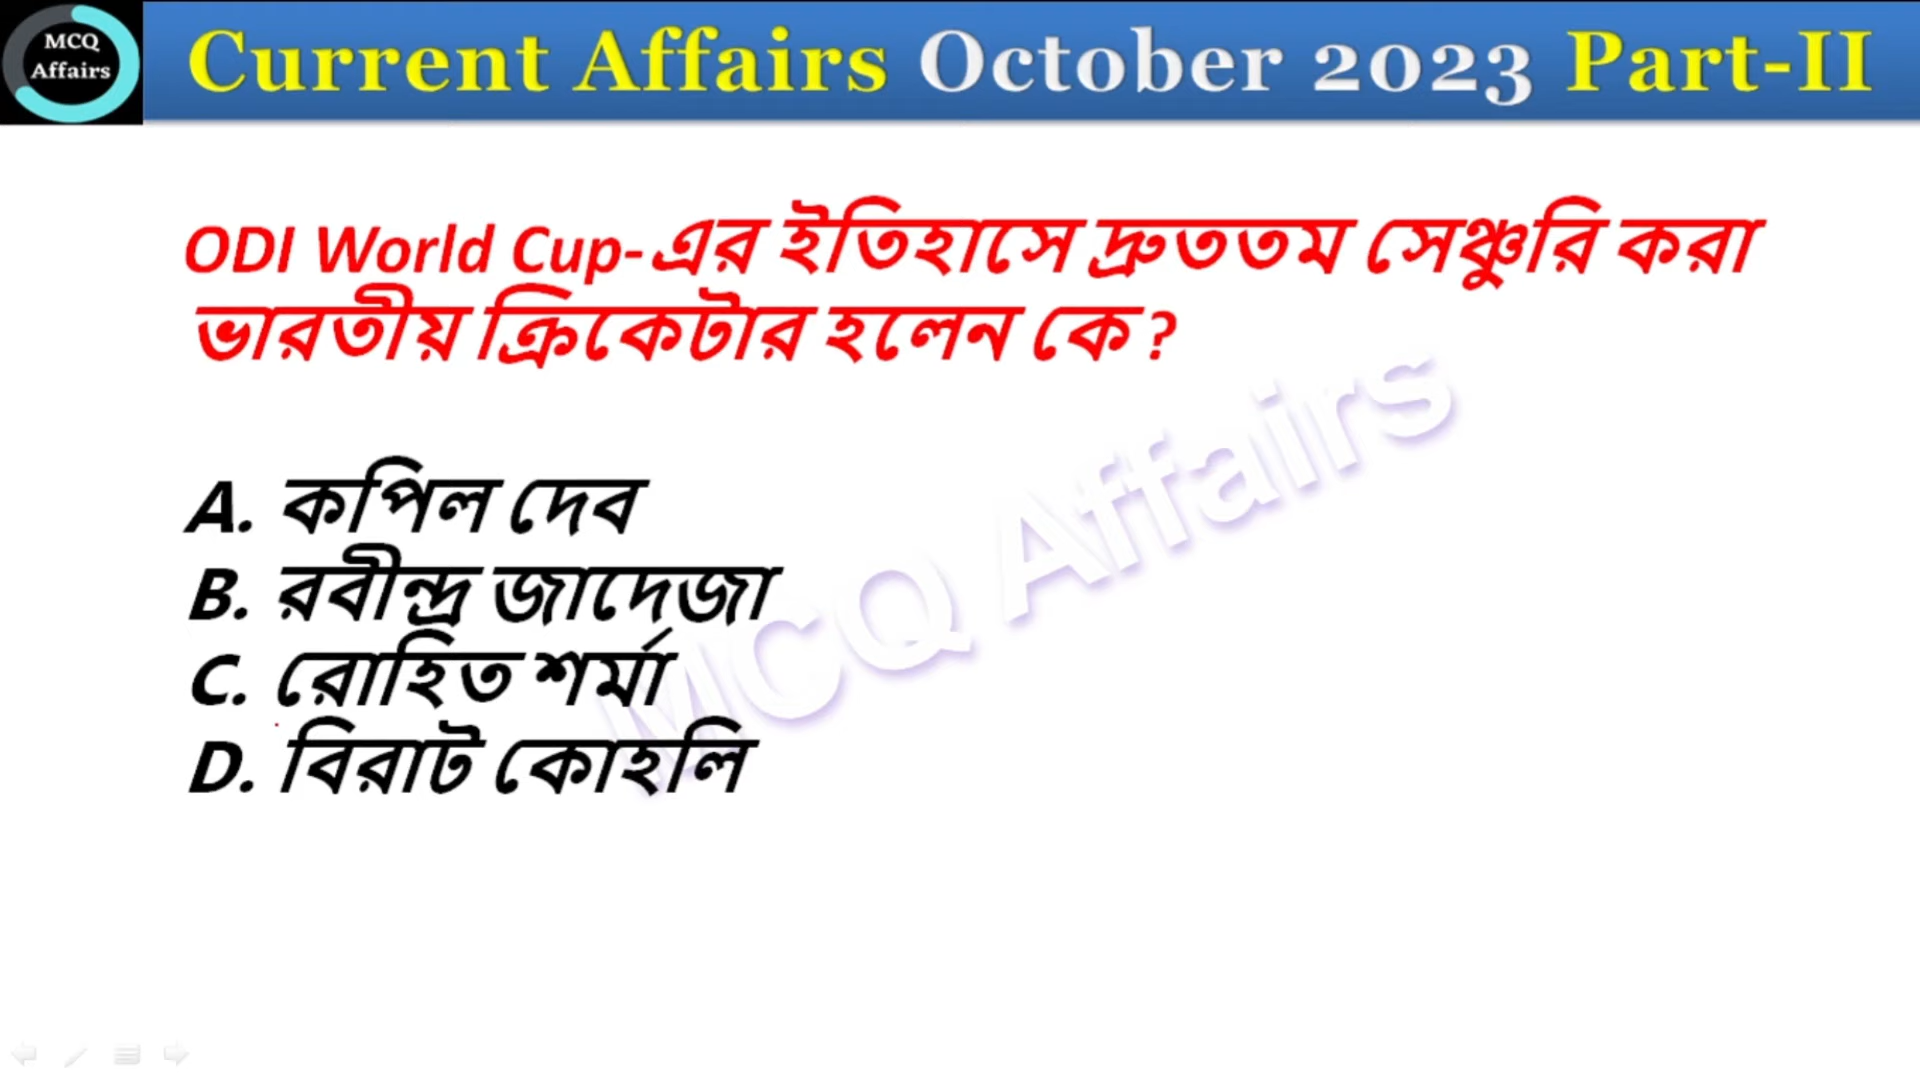 MCQ
Affairs
Current Affairs October 2023 Part-II
ODI World Cup-এর ইতিহাসে দ্রুততম সেঞ্চুরি করা
ভারতীয় ক্রিকেটার হলেন কে ?
A. কপিল দেব
B. রবীন্দ্র জাদেজা
C. রোহিত শর্মা
D. বিরাট কোহলি
MCQ Affairs